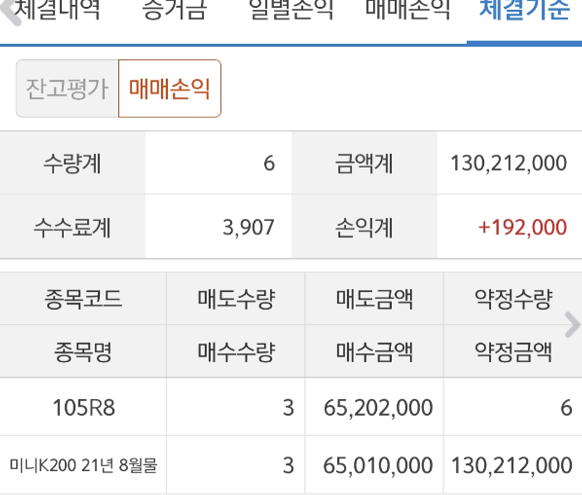 체결내역 증거금 일별손익 매매손익 체결기준
잔고평가 매매손익
수량계 6 금액계 130,212,000
수수료계 3,907 손익계 +192,000
종목코드 매도수량 매도금액 약정수량
종목명 매수수량 매수금액 약정금액
105R8 3 65,202,000 6
미니K200 21년 8월물 3 65,010,000 130,212,000